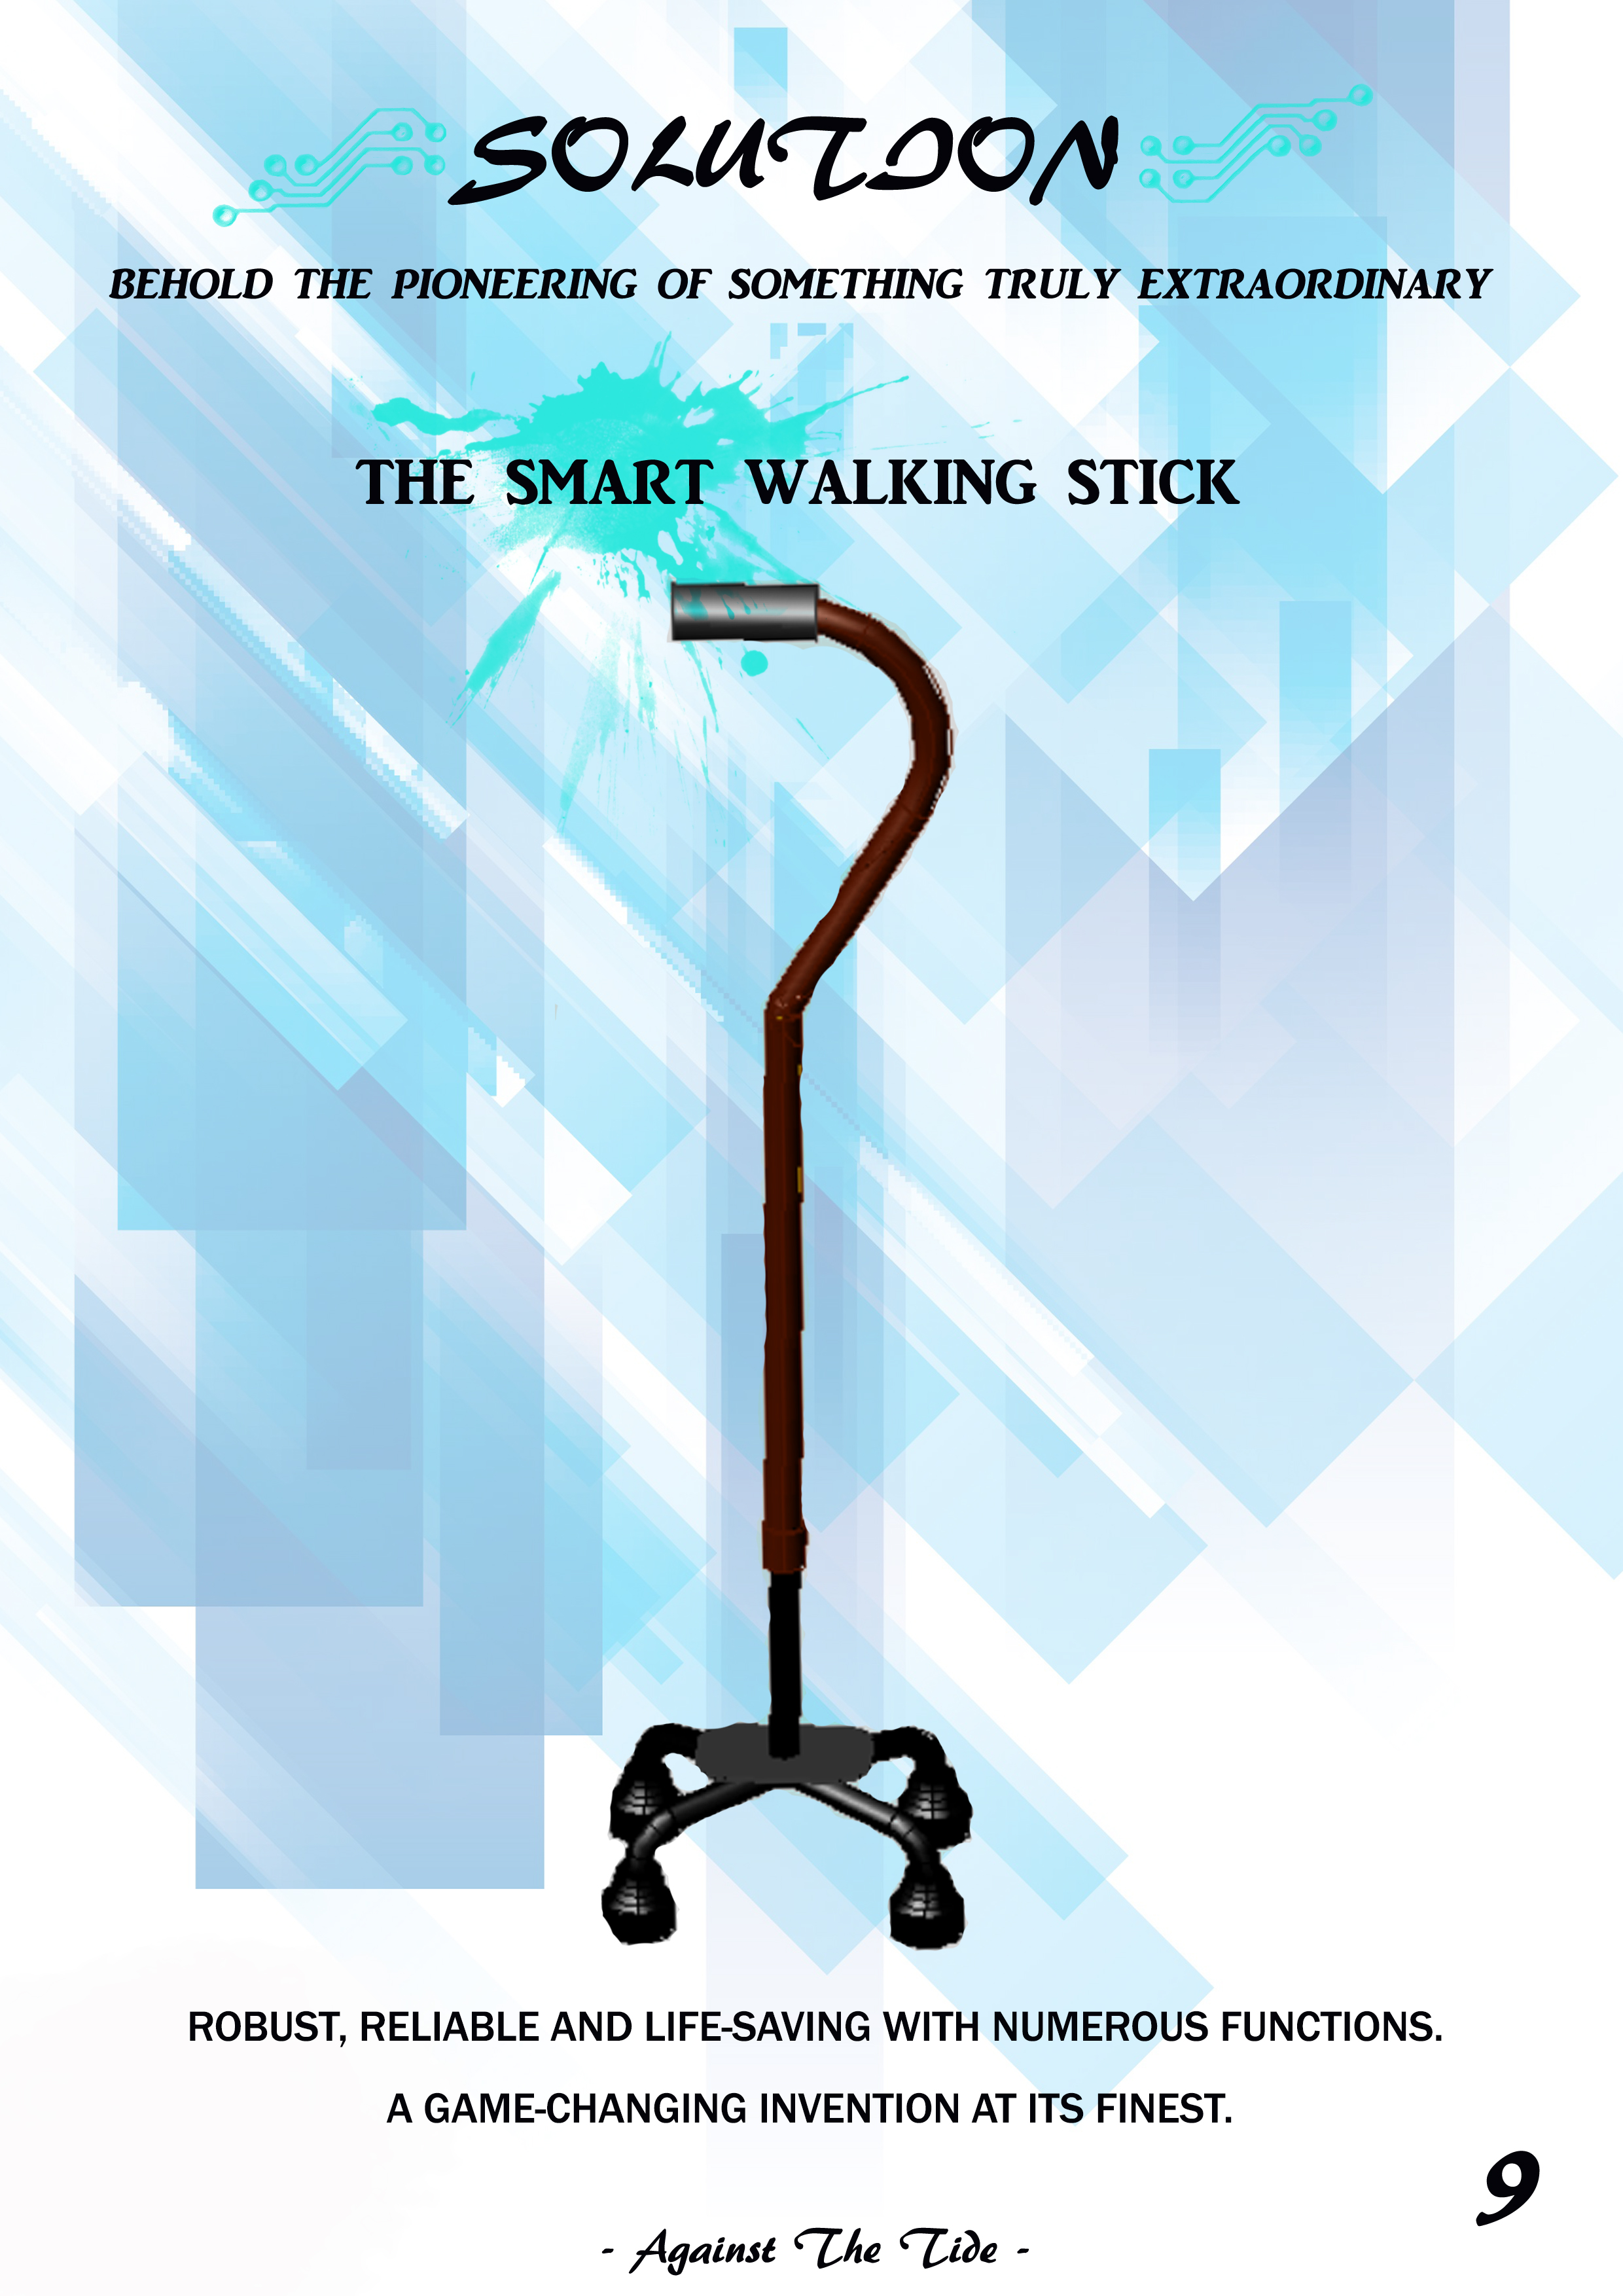 SOLUTION
BEHOLD THE PIONEERING OF SOMETHING TRULY EXTRAORDINARY
THE SMART WALKING STICK
ROBUST, RELIABLE AND LIFE-SAVING WITH NUMEROUS FUNCTIONS.
A GAME-CHANGING INVENTION AT ITS FINEST.
9
- Against The Tide -